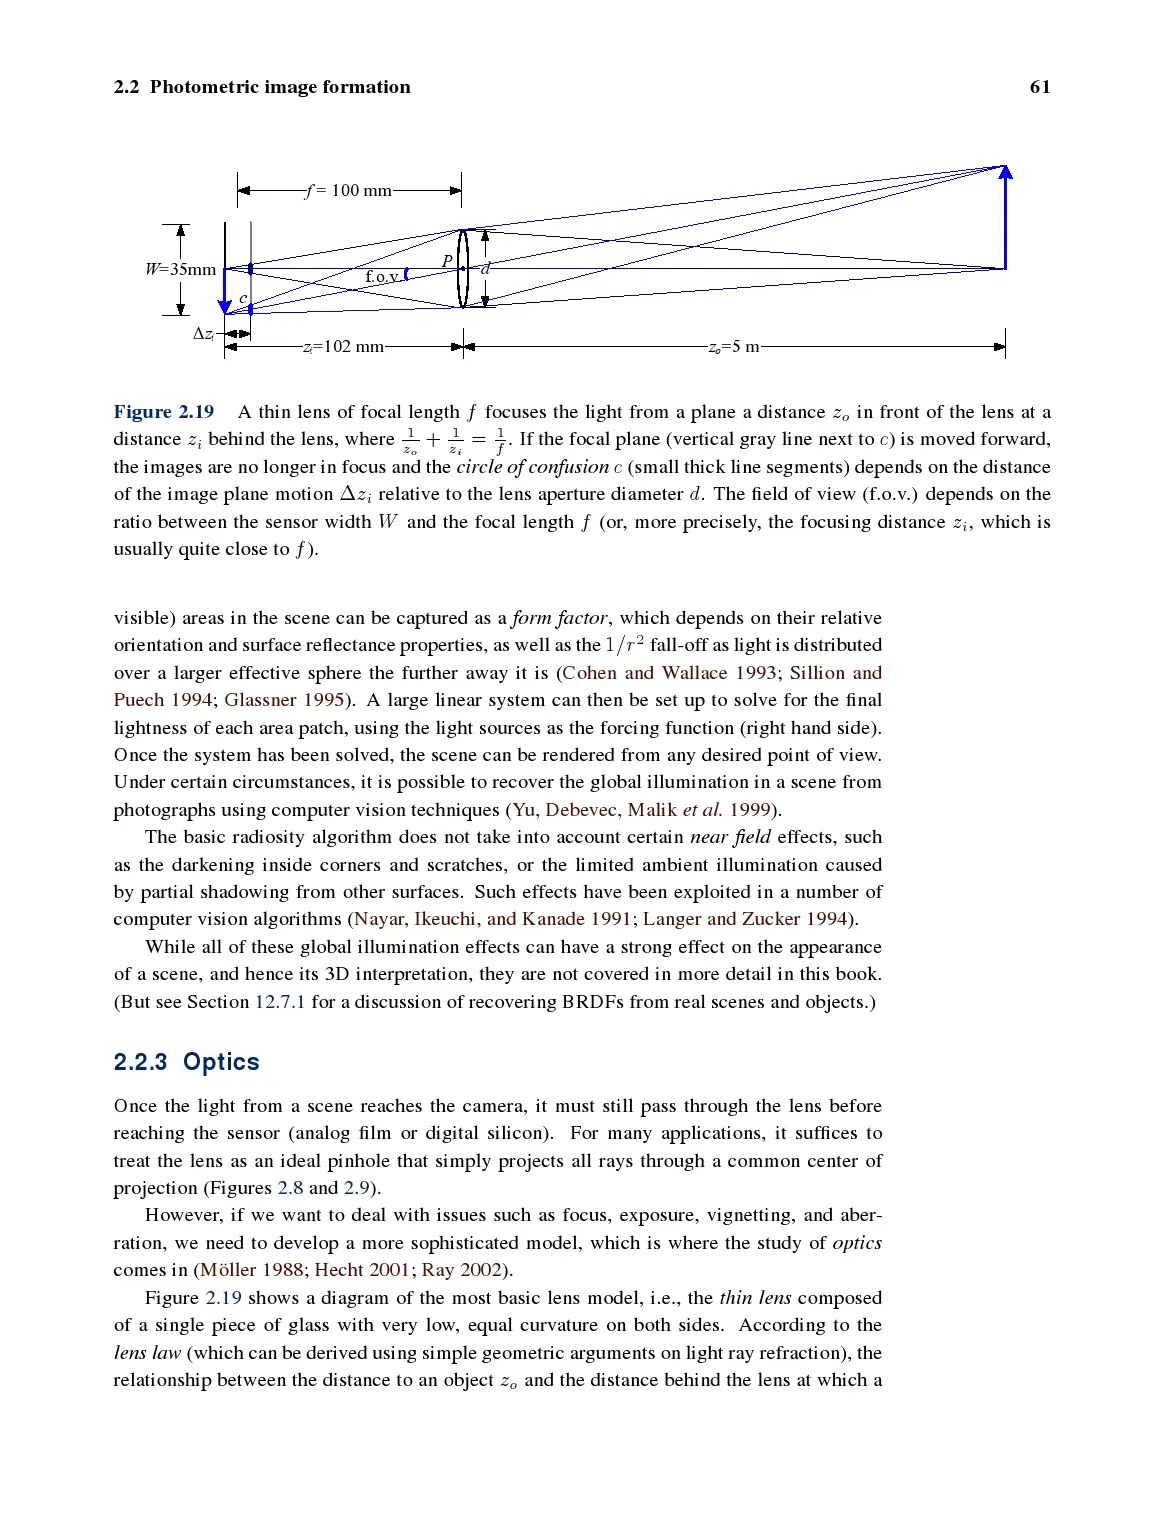 2.2 Photometric image formation 61
f = 100 mm
W=35mm
f.o.v.
P
d
c
Δzᵢ
zᵢ=102 mm
zₒ=5 m
Figure 2.19 A thin lens of focal length f focuses the light from a plane a distance zₒ in front of the lens at a
distance zᵢ behind the lens, where 1/zₒ + 1/zᵢ = 1/f. If the focal plane (vertical gray line next to c) is moved forward,
the images are no longer in focus and the circle of confusion c (small thick line segments) depends on the distance
of the image plane motion Δzᵢ relative to the lens aperture diameter d. The field of view (f.o.v.) depends on the
ratio between the sensor width W and the focal length f (or, more precisely, the focusing distance zᵢ, which is
usually quite close to f).
visible) areas in the scene can be captured as a form factor, which depends on their relative
orientation and surface reflectance properties, as well as the 1/r² fall-off as light is distributed
over a larger effective sphere the further away it is (Cohen and Wallace 1993; Sillion and
Puech 1994; Glassner 1995). A large linear system can then be set up to solve for the final
lightness of each area patch, using the light sources as the forcing function (right hand side).
Once the system has been solved, the scene can be rendered from any desired point of view.
Under certain circumstances, it is possible to recover the global illumination in a scene from
photographs using computer vision techniques (Yu, Debevec, Malik et al. 1999).
The basic radiosity algorithm does not take into account certain near field effects, such
as the darkening inside corners and scratches, or the limited ambient illumination caused
by partial shadowing from other surfaces. Such effects have been exploited in a number of
computer vision algorithms (Nayar, Ikeuchi, and Kanade 1991; Langer and Zucker 1994).
While all of these global illumination effects can have a strong effect on the appearance
of a scene, and hence its 3D interpretation, they are not covered in more detail in this book.
(But see Section 12.7.1 for a discussion of recovering BRDFs from real scenes and objects.)
2.2.3 Optics
Once the light from a scene reaches the camera, it must still pass through the lens before
reaching the sensor (analog film or digital silicon). For many applications, it suffices to
treat the lens as an ideal pinhole that simply projects all rays through a common center of
projection (Figures 2.8 and 2.9).
However, if we want to deal with issues such as focus, exposure, vignetting, and aber-
ration, we need to develop a more sophisticated model, which is where the study of optics
comes in (Möller 1988; Hecht 2001; Ray 2002).
Figure 2.19 shows a diagram of the most basic lens model, i.e., the thin lens composed
of a single piece of glass with very low, equal curvature on both sides. According to the
lens law (which can be derived using simple geometric arguments on light ray refraction), the
relationship between the distance to an object zₒ and the distance behind the lens at which a